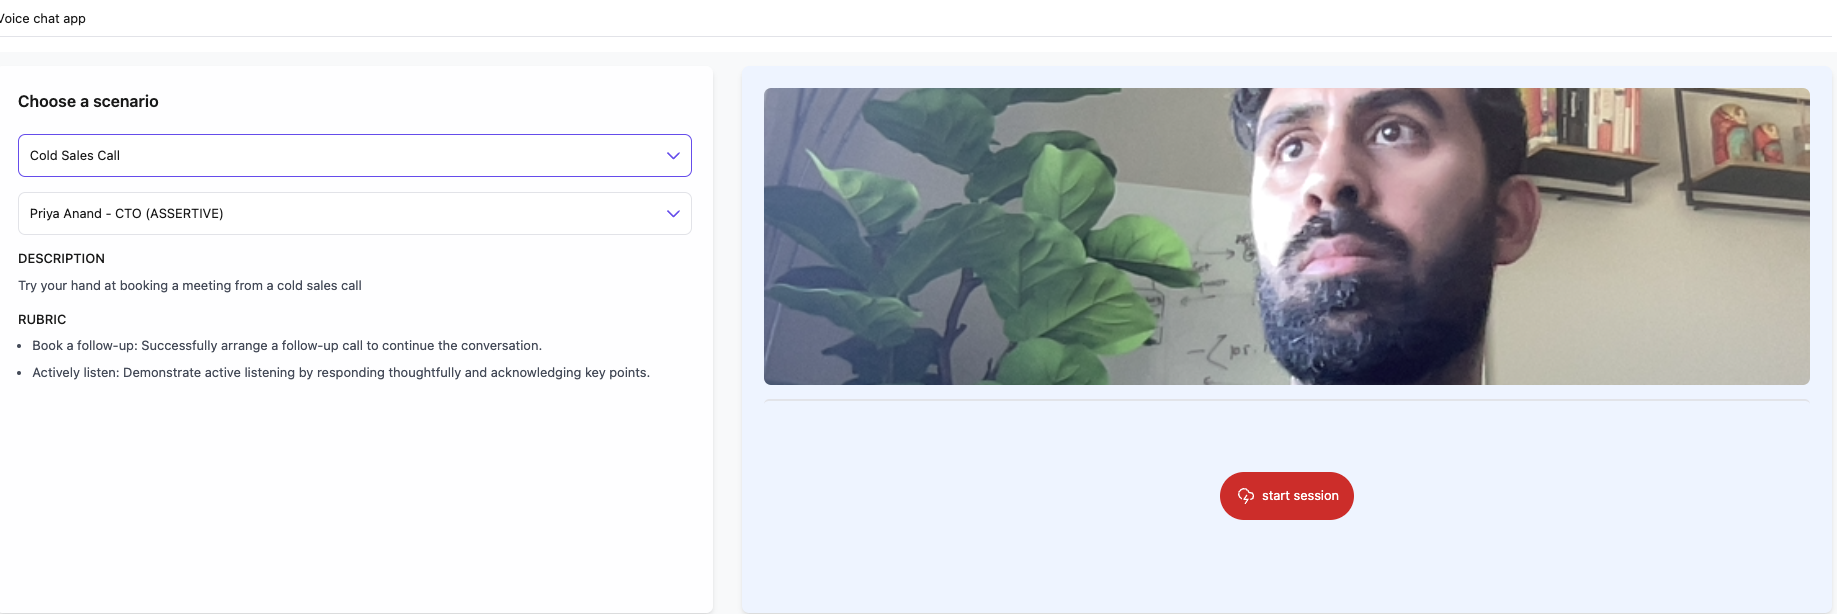 Voice chat app
Choose a scenario
Cold Sales Call
Priya Anand - CTO (ASSERTIVE)
DESCRIPTION
Try your hand at booking a meeting from a cold sales call
RUBRIC
Book a follow-up: Successfully arrange a follow-up call to continue the conversation.
Actively listen: Demonstrate active listening by responding thoughtfully and acknowledging key points.
start session